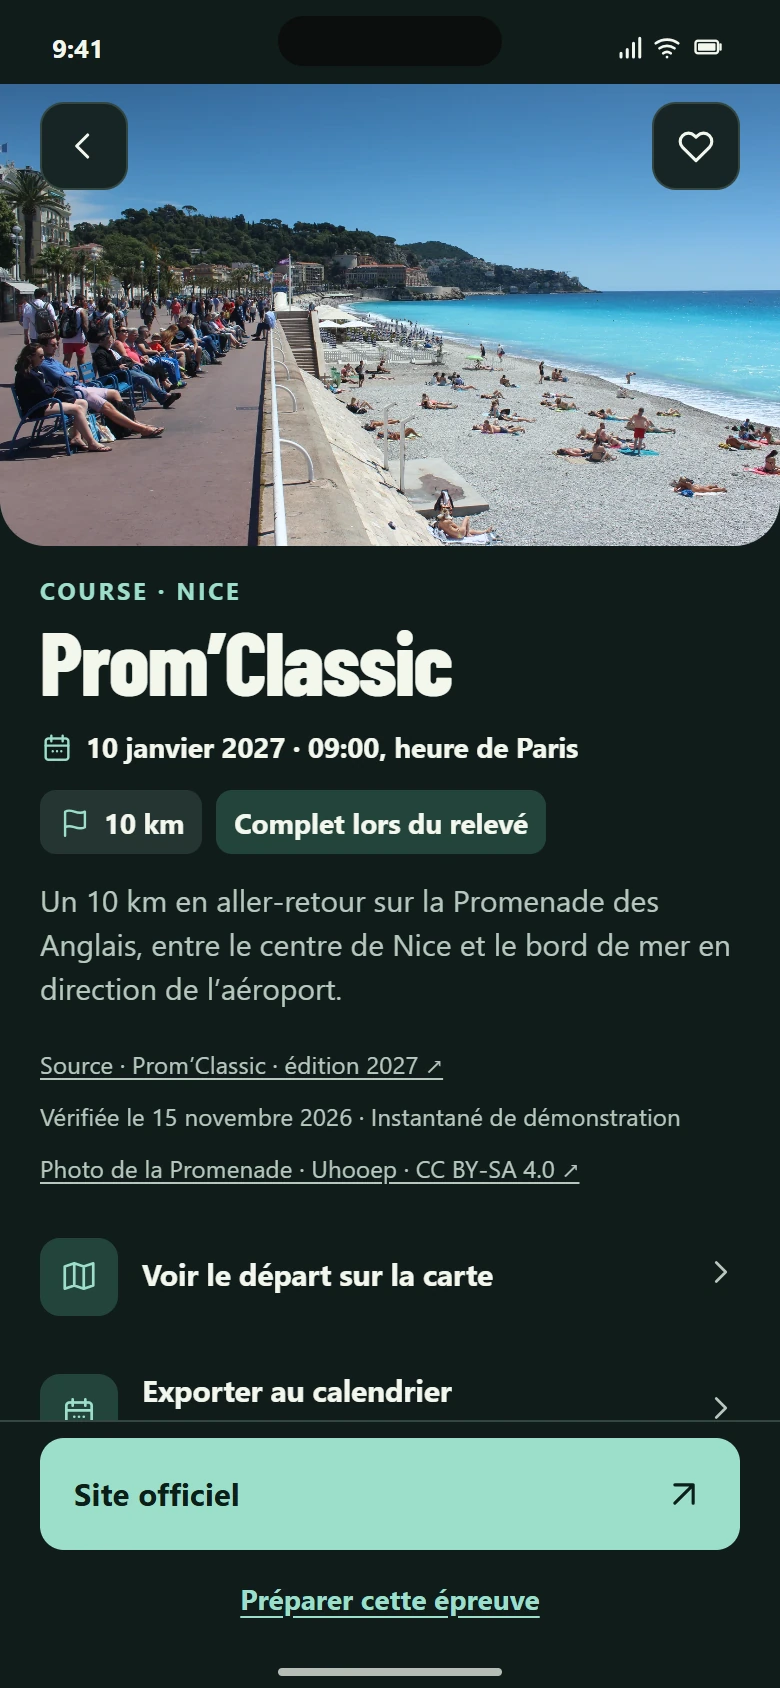 9:41
COURSE · NICE
Prom’Classic
10 janvier 2027 · 09:00, heure de Paris
10 km
Complet lors du relevé
Un 10 km en aller-retour sur la Promenade des
Anglais, entre le centre de Nice et le bord de mer en
direction de l’aéroport.
Source · Prom’Classic · édition 2027 ↗
Vérifiée le 15 novembre 2026 · Instantané de démonstration
Photo de la Promenade · Uhooep · CC BY-SA 4.0 ↗
Voir le départ sur la carte
Exporter au calendrier
Site officiel
Préparer cette épreuve